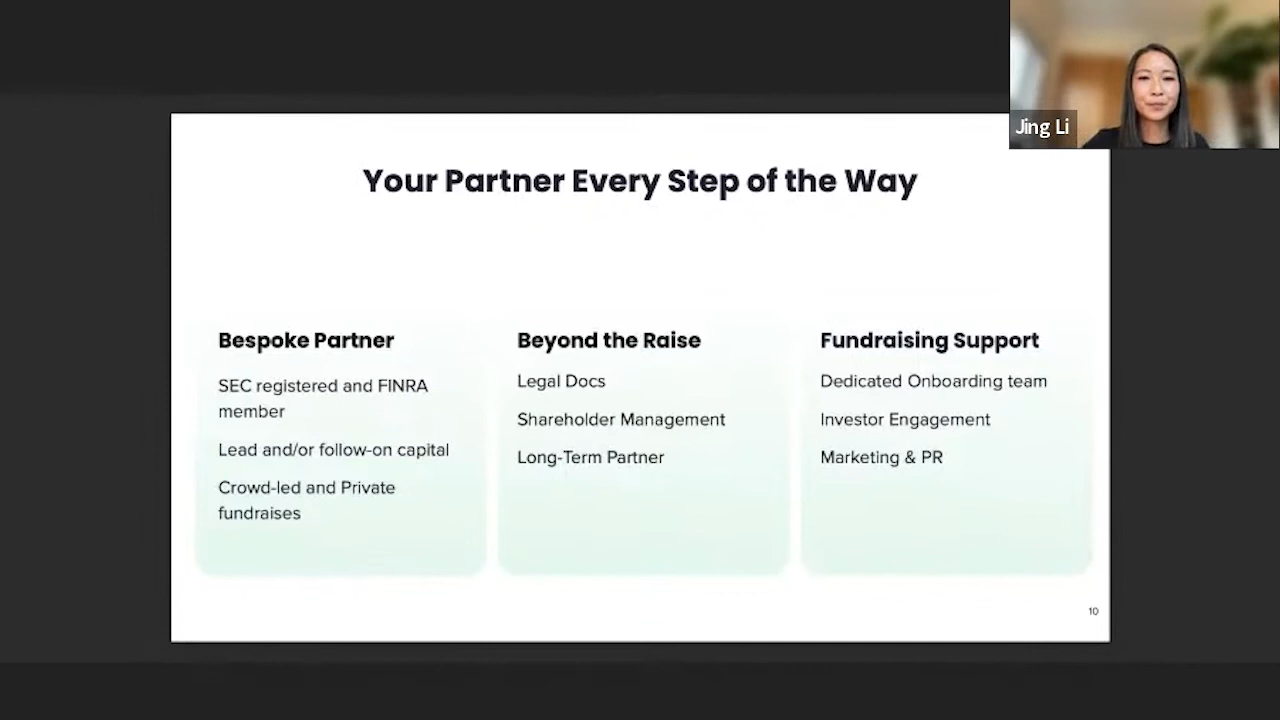 Jing Li
Your Partner Every Step of the Way
Bespoke Partner
SEC registered and FINRA
member
Lead and/or follow-on capital
Crowd-led and Private
fundraises
Beyond the Raise
Legal Docs
Shareholder Management
Long-Term Partner
Fundraising Support
Dedicated Onboarding team
Investor Engagement
Marketing & PR
10